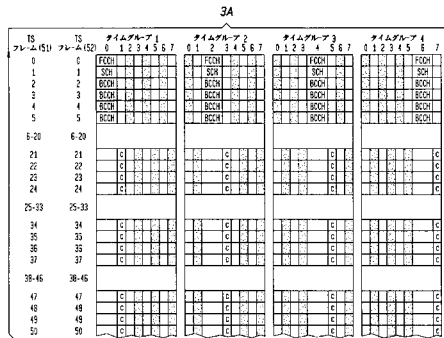 3A
TS フレーム(51) TS フレーム(52) タイムグループ 1 タイムグループ 2 タイムグループ 3 タイムグループ 4
0 1 2 3 4 5 6 7 0 1 2 3 4 5 6 7 0 1 2 3 4 5 6 7 0 1 2 3 4 5 6 7
0 0 FCCH FCCH FCCH FCCH
1 1 SCH SCH SCH SCH
2 2 BCCH BCCH BCCH BCCH
3 3 BCCH BCCH BCCH BCCH
4 4 BCCH BCCH BCCH BCCH
5 5 BCCH BCCH BCCH BCCH
6-20 6-20
21 21 C C C C
22 22 C C C C
23 23 C C C C
24 24 C C C C
25-33 25-33
34 34 C C C C
35 35 C C C C
36 36 C C C C
37 37 C C C C
38-46 38-46
47 47 C C C C
48 48 C C C C
49 49 C C C C
50 50 C C C C